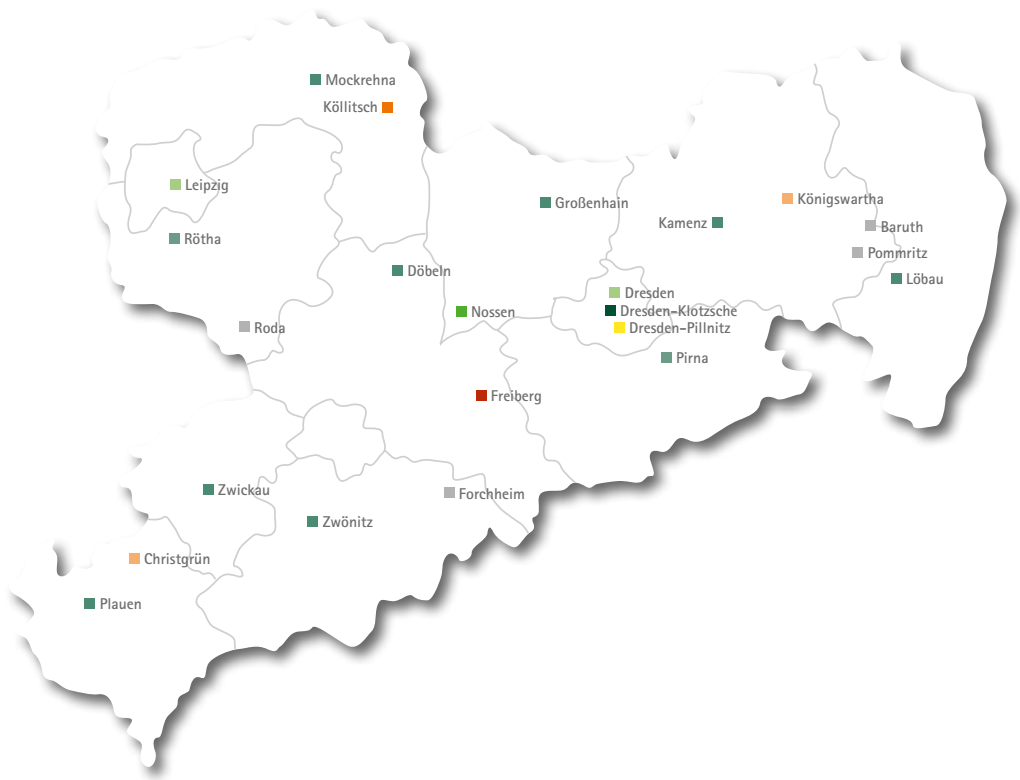 Mockrehna
Köllitsch
Leipzig
Königswartha
Großenhain
Kamenz
Baruth
Rötha
Pommritz
Döbeln
Löbau
Dresden
Nossen
Dresden-Klotzsche
Roda
Dresden-Pillnitz
Pirna
Freiberg
Zwickau
Forchheim
Zwönitz
Christgrün
Plauen